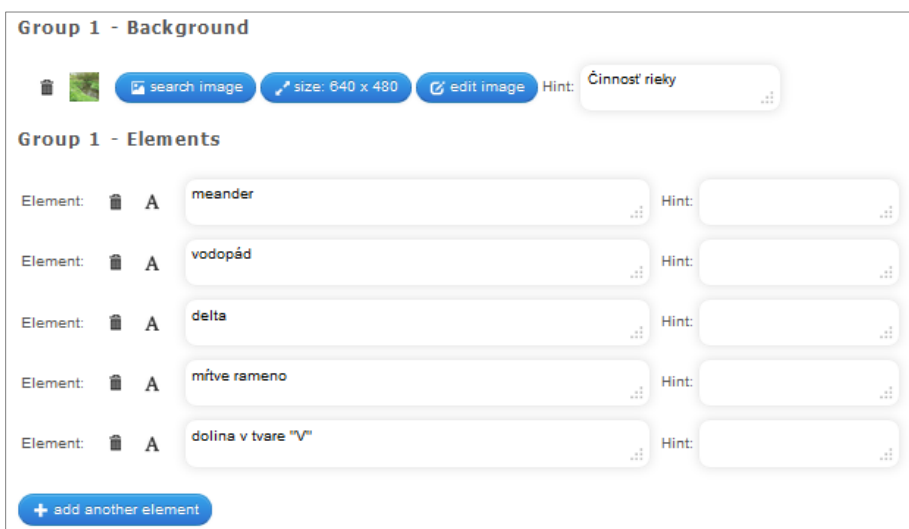 Group 1 - Background
search image size: 640 x 480 edit image Hint: Činnosť rieky
Group 1 - Elements
Element: A meander Hint:
Element: A vodopád Hint:
Element: A delta Hint:
Element: A mŕtve rameno Hint:
Element: A dolina v tvare "V" Hint:
+ add another element